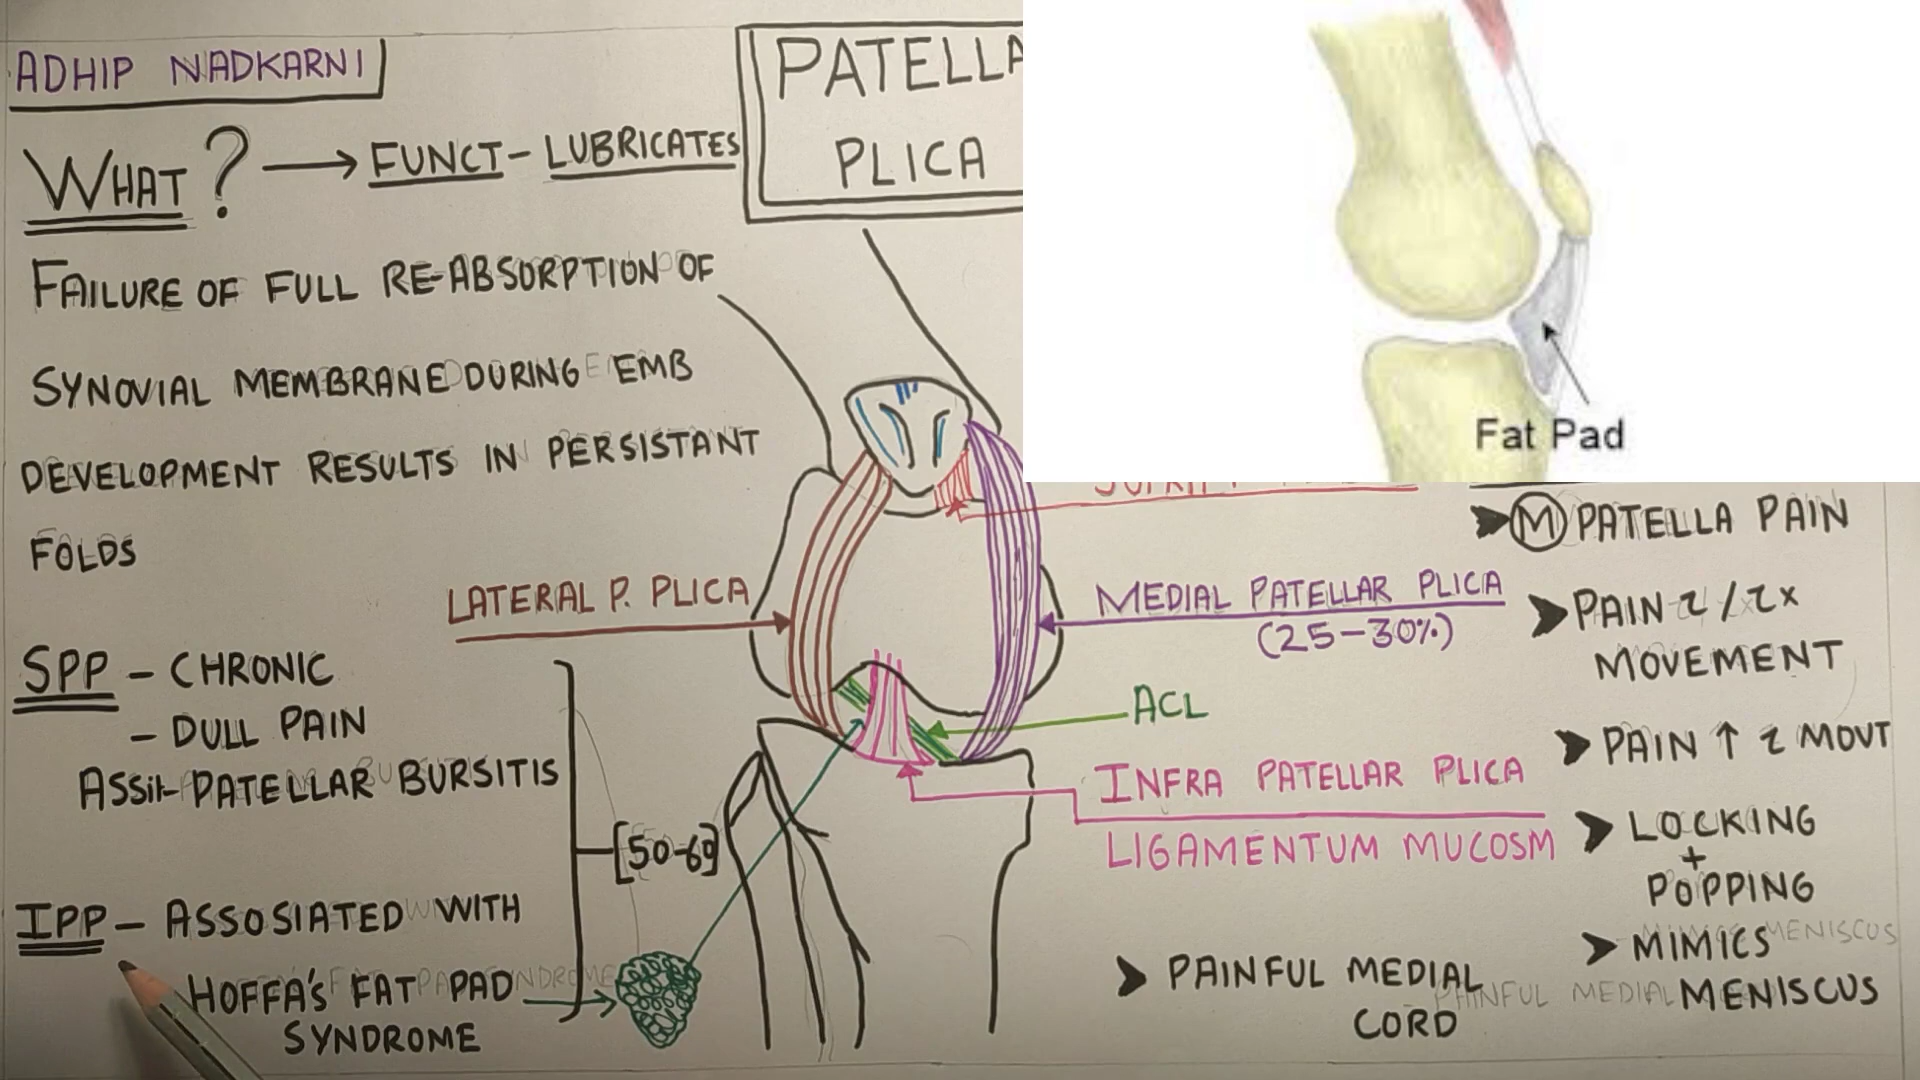 ADHIP NADKARNI
PATELLA
PLICA
WHAT? → FUNCT - LUBRICATES
FAILURE OF FULL RE-ABSORPTION OF
SYNOVIAL MEMBRANE DURING EMB
DEVELOPMENT RESULTS IN PERSISTANT
FOLDS
SPP - CHRONIC
- DULL PAIN
PATELLAR BURSITIS
[50-60]
IPP - ASSOSIATED WITH
HOFFA'S FAT PAD
SYNDROME
LATERAL P. PLICA
MEDIAL PATELLAR PLICA
(25-30%)
ACL
INFRA PATELLAR PLICA
LIGAMENTUM MUCOSM
Fat Pad
➤ Ⓜ PATELLA PAIN
➤ PAIN
MOVEMENT
➤ PAIN ↑ MOVT
➤ LOCKING
+
POPPING
➤ MIMICS
MENISCUS
➤ PAINFUL MEDIAL
CORD